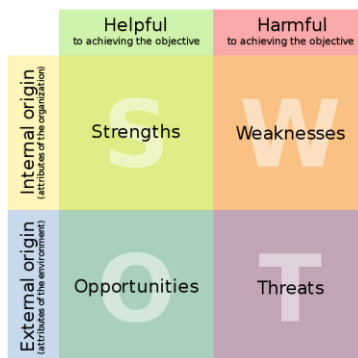 Helpful
to achieving the objective
Harmful
to achieving the objective
Internal origin
(attributes of the organization)
S
Strengths
W
Weaknesses
External origin
(attributes of the environment)
O
Opportunities
T
Threats